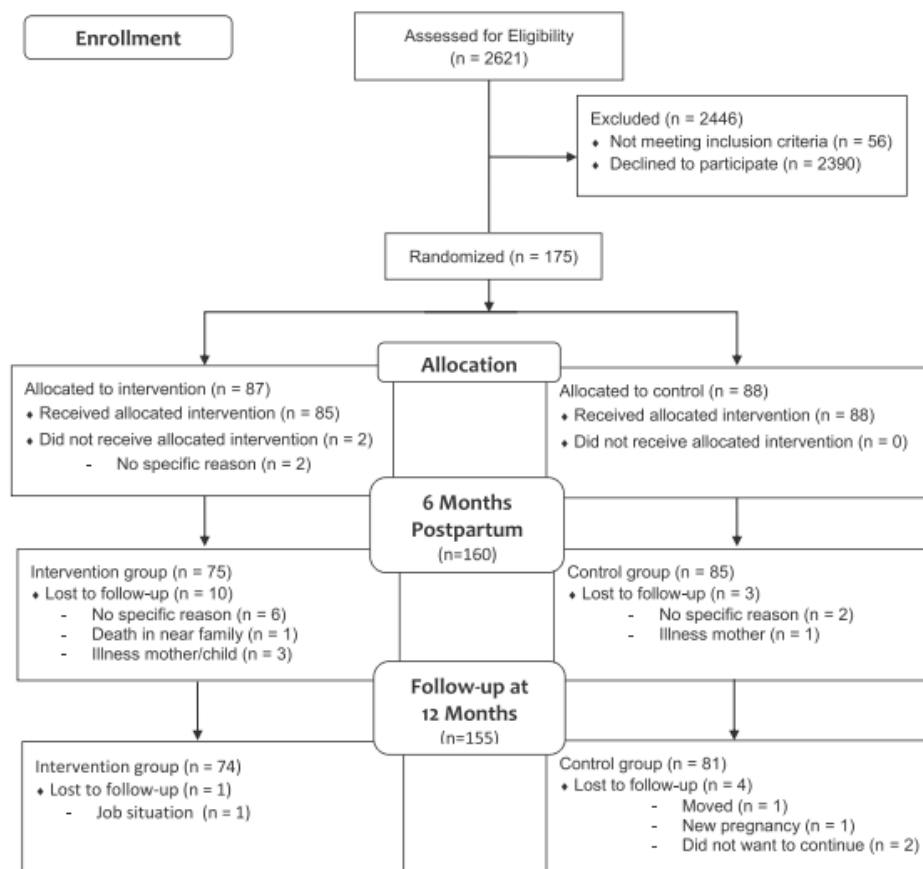 Enrollment
Assessed for Eligibility
(n = 2621)
Excluded (n = 2446)
♦ Not meeting inclusion criteria (n = 56)
♦ Declined to participate (n = 2390)
Randomized (n = 175)
Allocation
Allocated to intervention (n = 87)
♦ Received allocated intervention (n = 85)
♦ Did not receive allocated intervention (n = 2)
- No specific reason (n = 2)
Allocated to control (n = 88)
♦ Received allocated intervention (n = 88)
♦ Did not receive allocated intervention (n = 0)
6 Months
Postpartum
(n=160)
Intervention group (n = 75)
♦ Lost to follow-up (n = 10)
- No specific reason (n = 6)
- Death in near family (n = 1)
- Illness mother/child (n = 3)
Control group (n = 85)
♦ Lost to follow-up (n = 3)
- No specific reason (n = 2)
- Illness mother (n = 1)
Follow-up at
12 Months
(n=155)
Intervention group (n = 74)
♦ Lost to follow-up (n = 1)
- Job situation (n = 1)
Control group (n = 81)
♦ Lost to follow-up (n = 4)
- Moved (n = 1)
- New pregnancy (n = 1)
- Did not want to continue (n = 2)